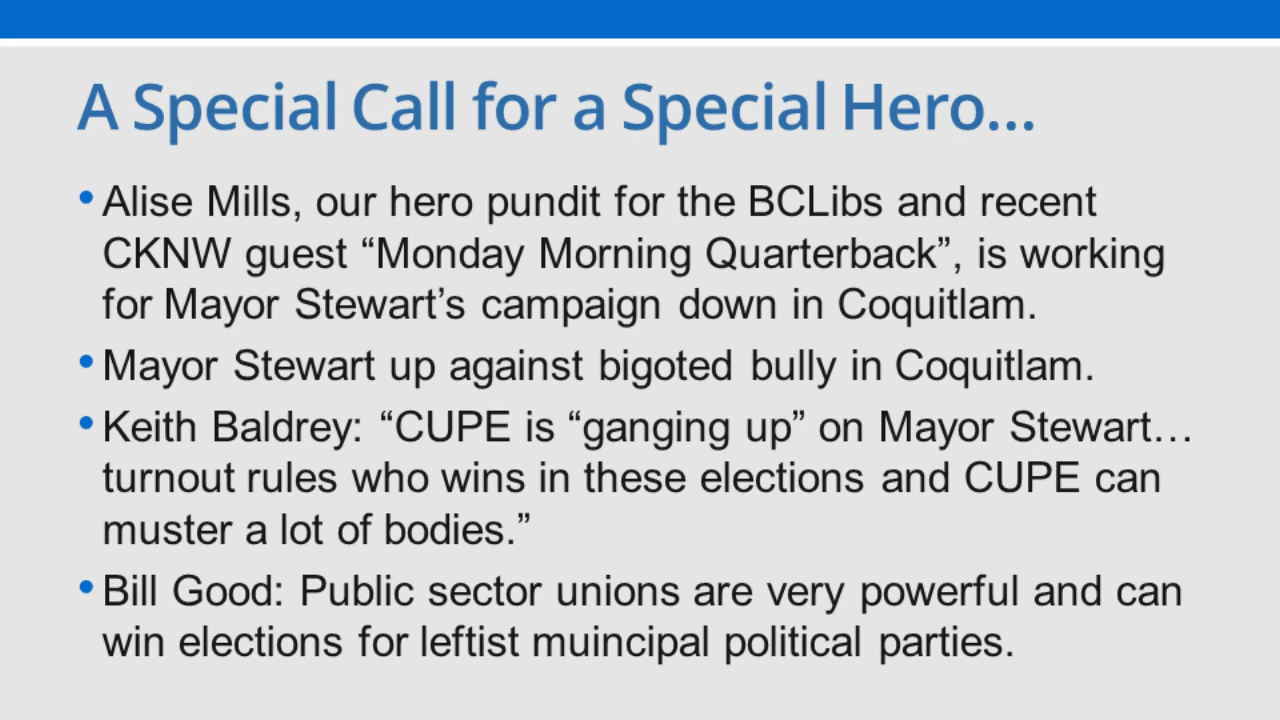 A Special Call for a Special Hero...
• Alise Mills, our hero pundit for the BCLibs and recent
CKNW guest “Monday Morning Quarterback”, is working
for Mayor Stewart’s campaign down in Coquitlam.
• Mayor Stewart up against bigoted bully in Coquitlam.
• Keith Baldrey: “CUPE is “ganging up” on Mayor Stewart…
turnout rules who wins in these elections and CUPE can
muster a lot of bodies.”
• Bill Good: Public sector unions are very powerful and can
win elections for leftist muincipal political parties.